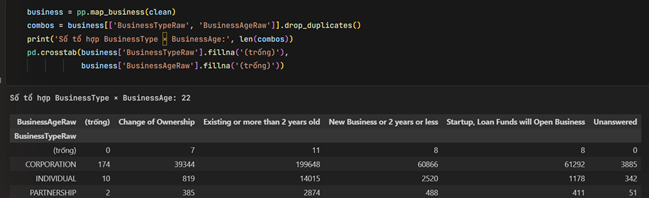 business = pp.map_business(clean)
combos = business[['BusinessTypeRaw', 'BusinessAgeRaw']].drop_duplicates()
print('Số tổ hợp BusinessType × BusinessAge:', len(combos))
pd.crosstab(business['BusinessTypeRaw'].fillna('(trống)'),
business['BusinessAgeRaw'].fillna('(trống)'))
Số tổ hợp BusinessType × BusinessAge: 22
BusinessAgeRaw (trống) Change of Ownership Existing or more than 2 years old New Business or 2 years or less Startup, Loan Funds will Open Business Unanswered
BusinessTypeRaw
(trống) 0 7 11 8 8 0
CORPORATION 174 39344 199648 60866 61292 3885
INDIVIDUAL 10 819 14015 2520 1178 342
PARTNERSHIP 2 385 2874 488 411 51